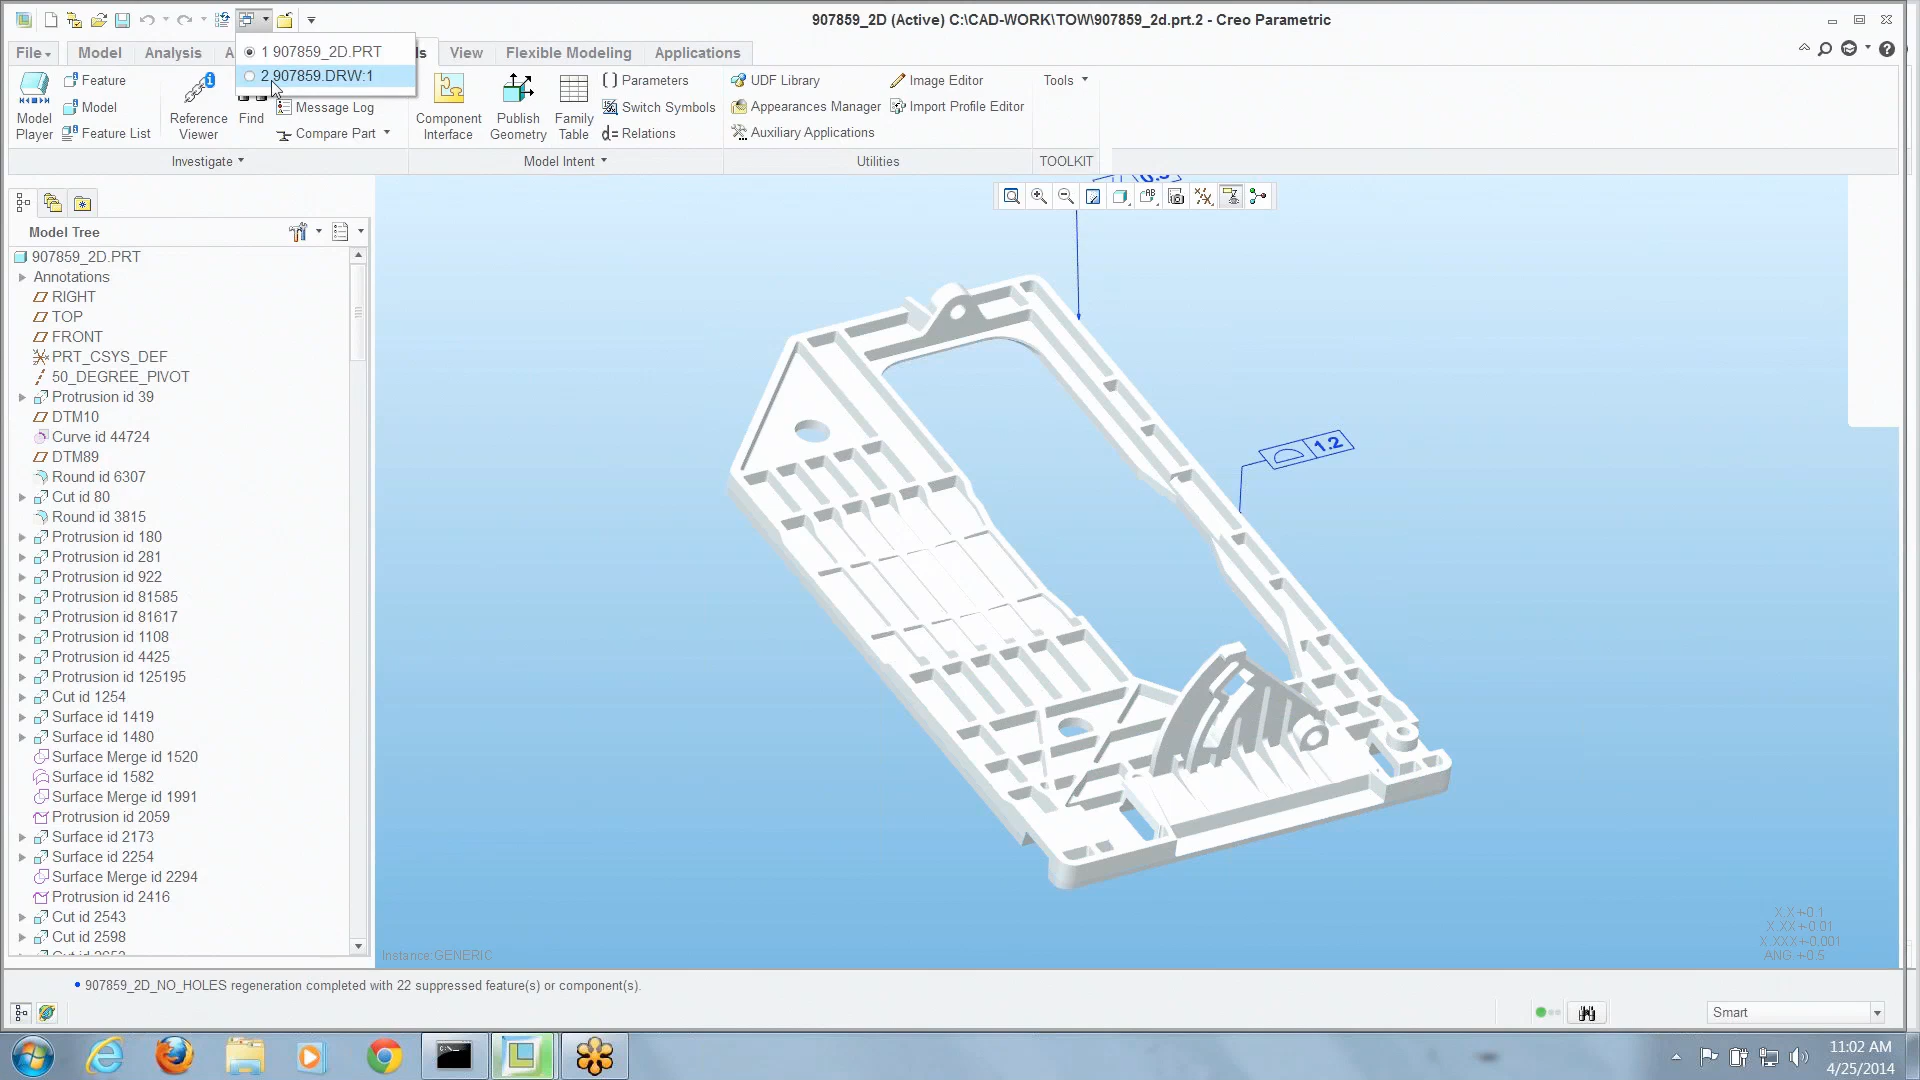 907859_2D (Active) C:\CAD-WORK\TOW\907859_2d.prt.2 - Creo Parametric
File
Model
Analysis
View
Flexible Modeling
Applications
1 907859_2D.PRT
2 907859.DRW:1
Model Player
Feature
Model
Feature List
Reference Viewer
Find
Message Log
Compare Part
Component Interface
Publish Geometry
Family Table
Parameters
Switch Symbols
Relations
UDF Library
Appearances Manager
Auxiliary Applications
Image Editor
Import Profile Editor
Tools
Investigate
Model Intent
Utilities
TOOLKIT
Model Tree
907859_2D.PRT
Annotations
RIGHT
TOP
FRONT
PRT_CSYS_DEF
50_DEGREE_PIVOT
Protrusion id 39
DTM10
Curve id 44724
DTM89
Round id 6307
Cut id 80
Round id 3815
Protrusion id 180
Protrusion id 281
Protrusion id 922
Protrusion id 81585
Protrusion id 81617
Protrusion id 1108
Protrusion id 4425
Protrusion id 125195
Cut id 1254
Surface id 1419
Surface id 1480
Surface Merge id 1520
Surface id 1582
Surface Merge id 1991
Protrusion id 2059
Surface id 2173
Surface id 2254
Surface Merge id 2294
Protrusion id 2416
Cut id 2543
Cut id 2598
1.2
Instance:GENERIC
X.X+-0.1
X.XX+-0.01
X.XXX+-0.001
ANG.+-0.5
907859_2D_NO_HOLES regeneration completed with 22 suppressed feature(s) or component(s).
Smart
11:02 AM
4/25/2014